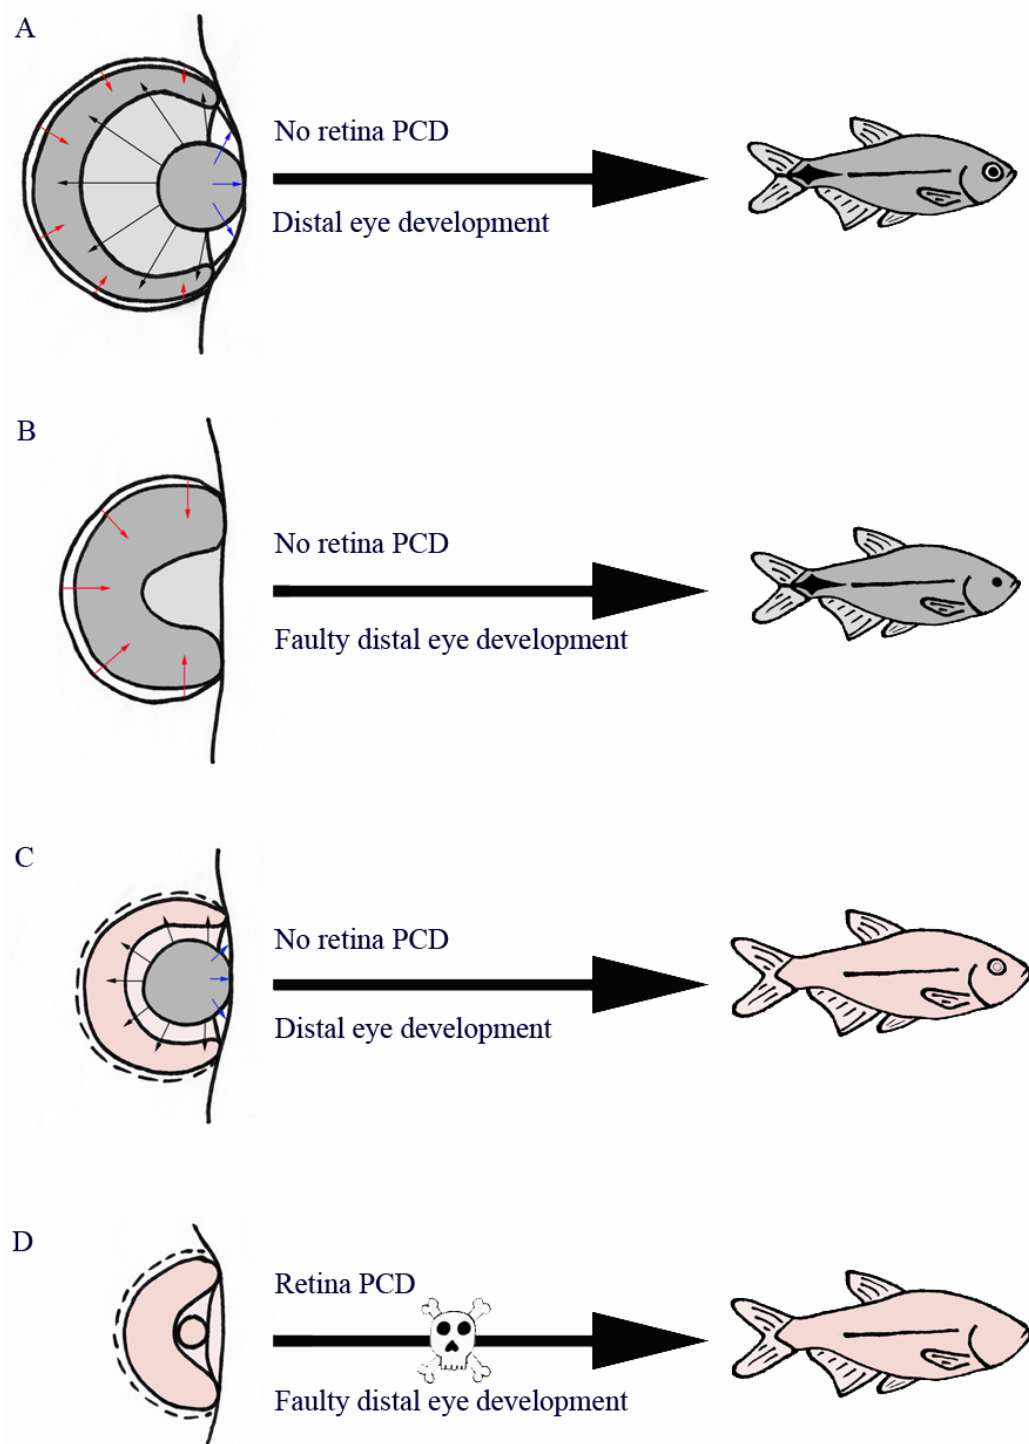 A
No retina PCD
Distal eye development
B
No retina PCD
Faulty distal eye development
C
No retina PCD
Distal eye development
D
Retina PCD
Faulty distal eye development